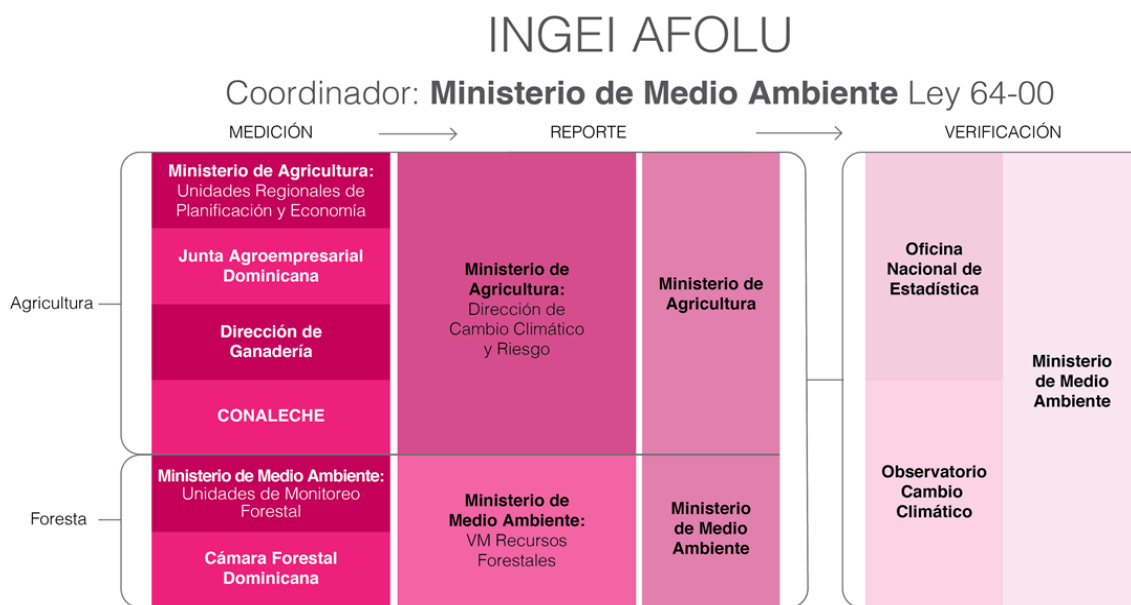 INGEI AFOLU
Coordinador: Ministerio de Medio Ambiente Ley 64-00
MEDICIÓN
REPORTE
VERIFICACIÓN
Agricultura
Ministerio de Agricultura:
Unidades Regionales de
Planificación y Economía
Junta Agroempresarial
Dominicana
Dirección de
Ganadería
CONALECHE
Ministerio de
Agricultura:
Dirección de
Cambio Climático
y Riesgo
Ministerio de
Agricultura
Foresta
Ministerio de Medio Ambiente:
Unidades de Monitoreo
Forestal
Cámara Forestal
Dominicana
Ministerio de
Medio Ambiente:
VM Recursos
Forestales
Ministerio
de Medio
Ambiente
Oficina
Nacional de
Estadística
Observatorio
Cambio
Climático
Ministerio
de Medio
Ambiente